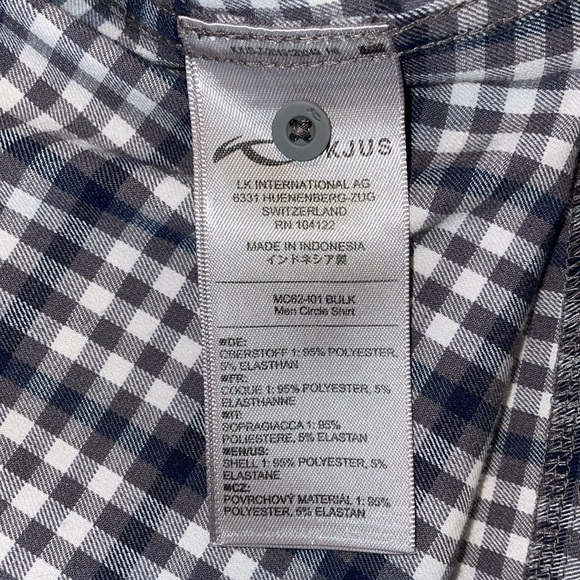 KJUS
LK INTERNATIONAL AG
6331 HUENENBERG-ZUG
SWITZERLAND
RN 104122
MADE IN INDONESIA
インドネシア製
MC62-I01 BULK
Men Circle Shirt
#DE:
OBERSTOFF 1: 95% POLYESTER,
5% ELASTHAN
#FR:
COQUE 1: 95% POLYESTER, 5%
ELASTHANNE
#IT:
SOPRAGIACCA 1: 95%
POLIESTERE, 5% ELASTAN
#EN/US:
SHELL 1: 95% POLYESTER, 5%
ELASTANE
#CZ:
POVRCHOVÝ MATERIÁL 1: 95%
POLYESTER, 5% ELASTAN